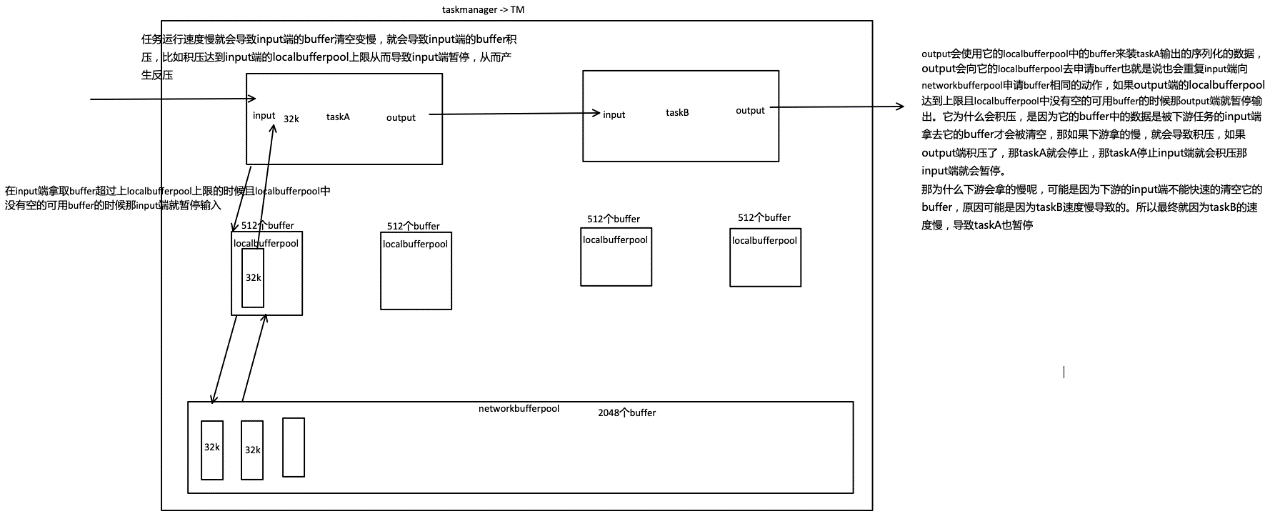 taskmanager -> TM
任务运行速度慢就会导致input端的buffer清空变慢，就会导致input端的buffer积
压，比如积压达到input端的localbufferpool上限从而导致input端暂停，从而产
生反压
input
32k
taskA
output
input
taskB
output
output会使用它的localbufferpool中的buffer来装taskA输出的序列化的数据，
output会向它的localbufferpool去申请buffer也就是说也会重复input端向
networkbufferpool申请buffer相同的动作，如果output端的localbufferpool
达到上限且localbufferpool中没有空的可用buffer的时候那output端就暂停输
出。它为什么会积压，是因为它的buffer中的数据是被下游任务的input端
拿去它的buffer才会被清空，那如果下游拿的慢，就会导致积压，如果
output端积压了，那taskA就会停止，那taskA停止input端就会积压那
input端就会暂停。
那为什么下游会拿的慢呢，可能是因为下游的input端不能快速的清空它的
buffer，原因可能是因为taskB速度慢导致的。所以最终就因为taskB的速
度慢，导致taskA也暂停
在input端拿取buffer超过上localbufferpool上限的时候且localbufferpool中
没有空的可用buffer的时候那input端就暂停输入
512个buffer
localbufferpool
32k
512个buffer
localbufferpool
512个buffer
localbufferpool
512个buffer
localbufferpool
networkbufferpool
2048个buffer
32k
32k